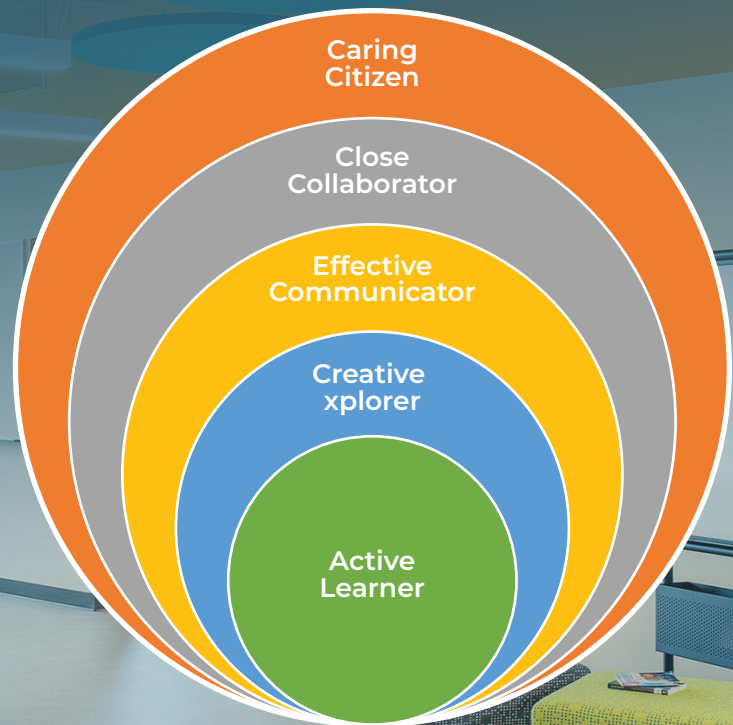 Caring
Citizen
Close
Collaborator
Effective
Communicator
Creative
xplorer
Active
Learner